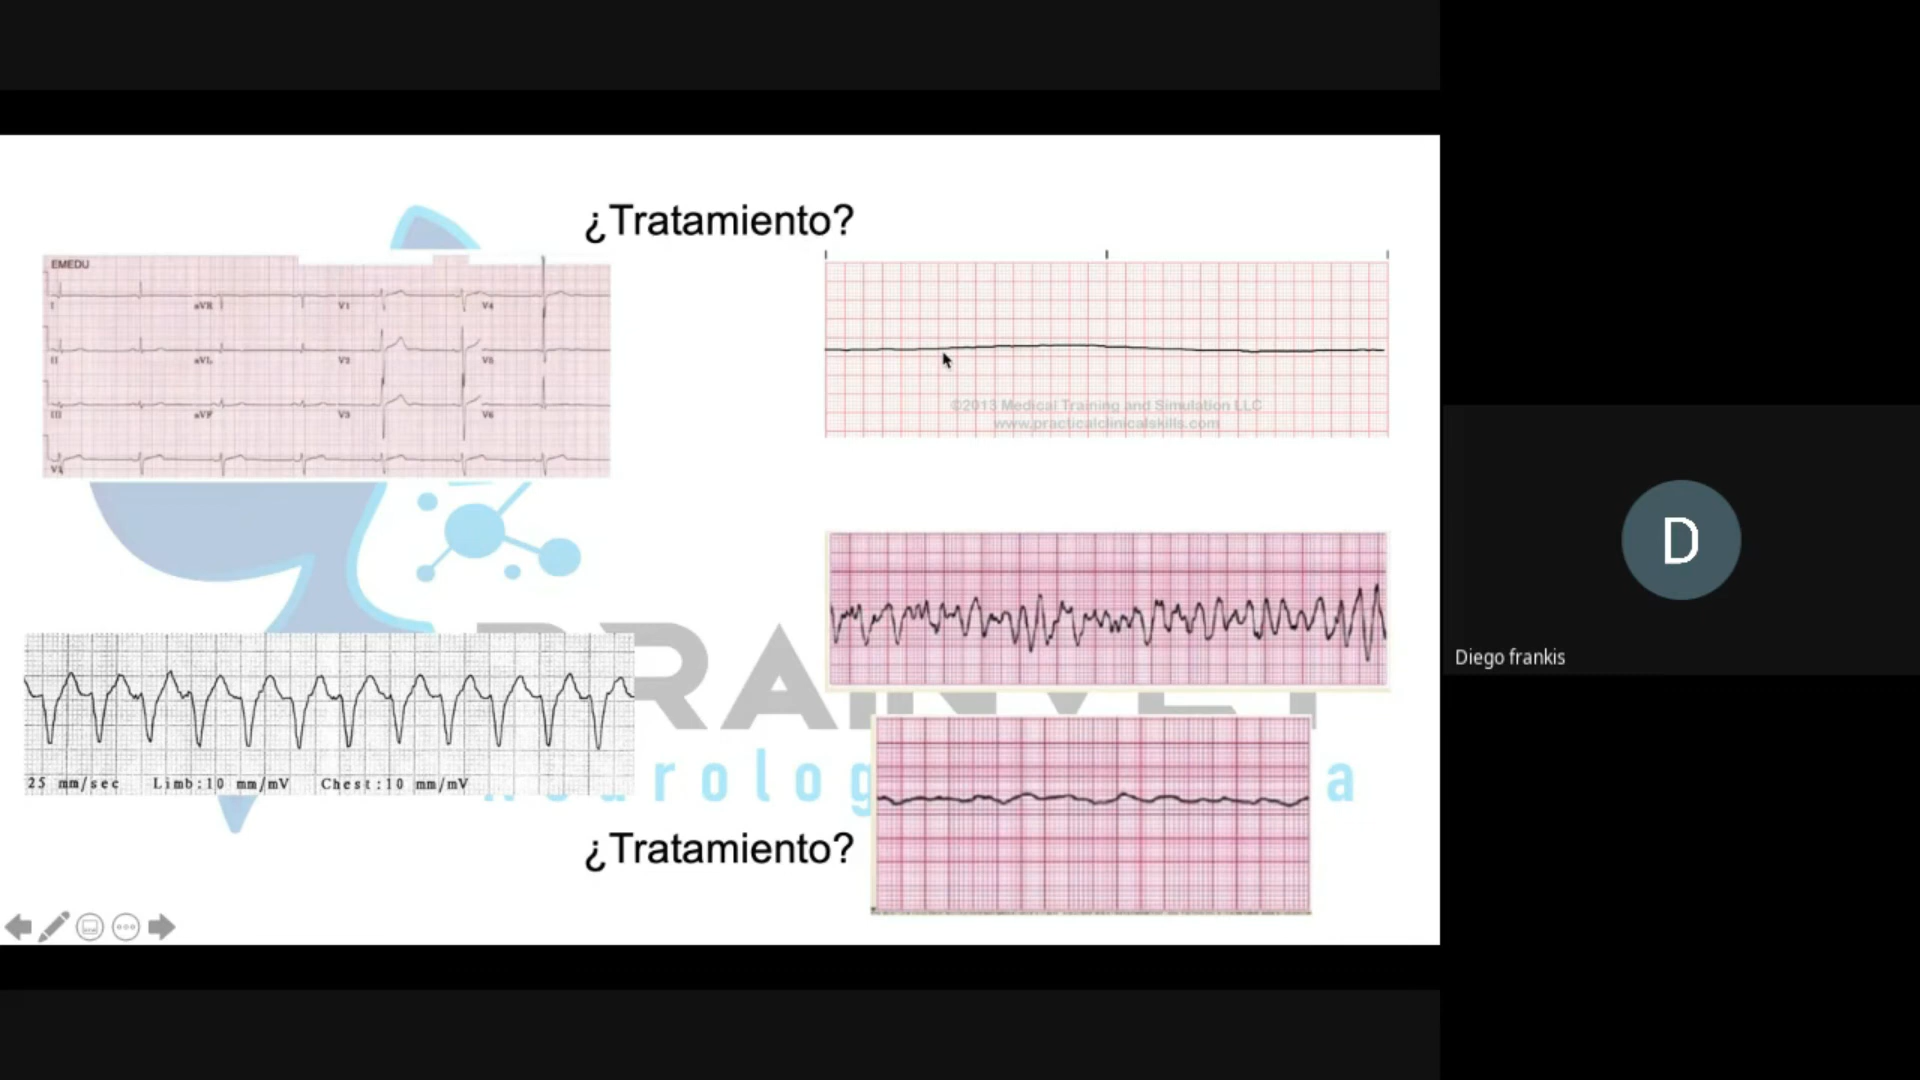 ¿Tratamiento?
EMEDU
I aVR V1 V4
II aVL V2 V5
III aVF V3 V6
V1
©2013 Medical Training and Simulation LLC
www.practicalclinicalskills.com
25 mm/sec Limb:10 mm/mV Chest:10 mm/mV
¿Tratamiento?
Diego frankis
D